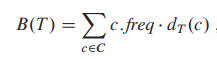 B(T) = ∑ c.freq · d_T(c) ,
c∈C